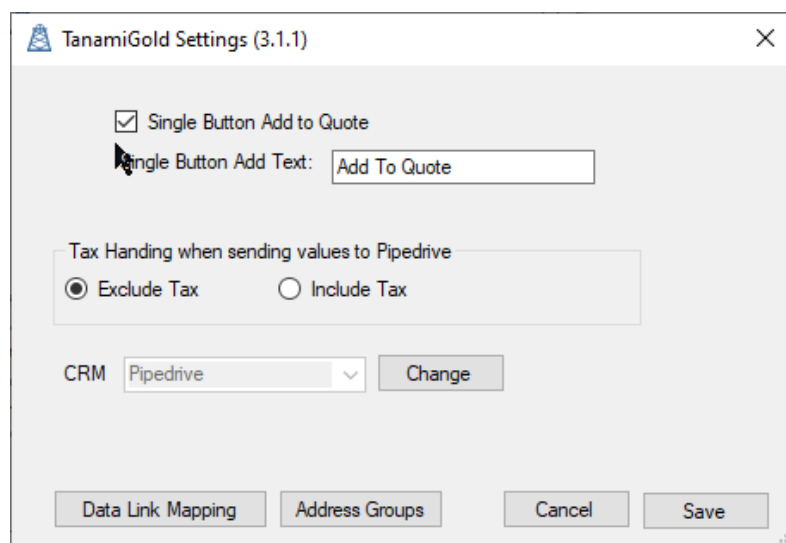 TanamiGold Settings (3.1.1)
Single Button Add to Quote
Single Button Add Text: Add To Quote
Tax Handing when sending values to Pipedrive
Exclude Tax Include Tax
CRM Pipedrive Change
Data Link Mapping Address Groups Cancel Save